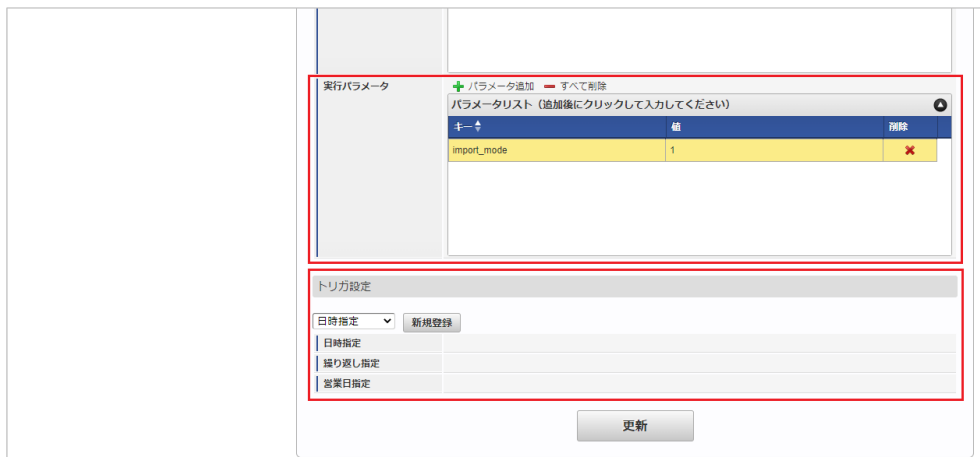 実行パラメータ
パラメータ追加 すべて削除
パラメータリスト（追加後にクリックして入力してください）
キー 値 削除
import_mode 1
トリガ設定
日時指定 新規登録
日時指定
繰り返し指定
営業日指定
更新